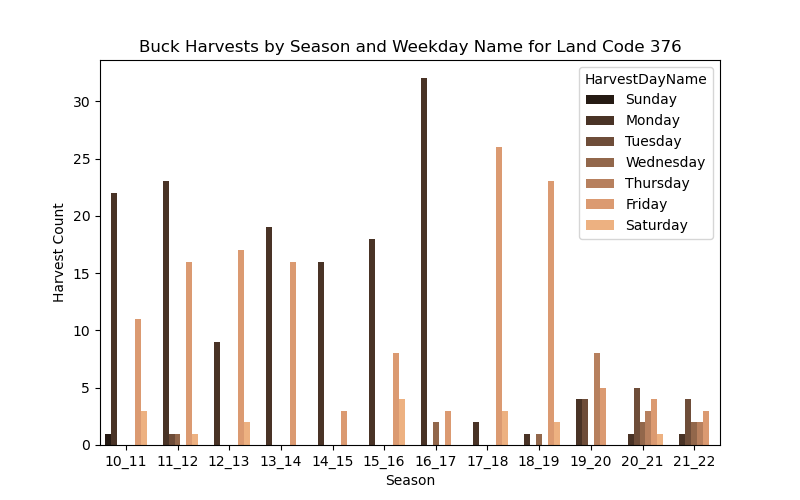 Buck Harvests by Season and Weekday Name for Land Code 376
HarvestDayName
Sunday
Monday
Tuesday
Wednesday
Thursday
Friday
Saturday
Harvest Count
30
25
20
15
10
5
0
10_11 11_12 12_13 13_14 14_15 15_16 16_17 17_18 18_19 19_20 20_21 21_22
Season